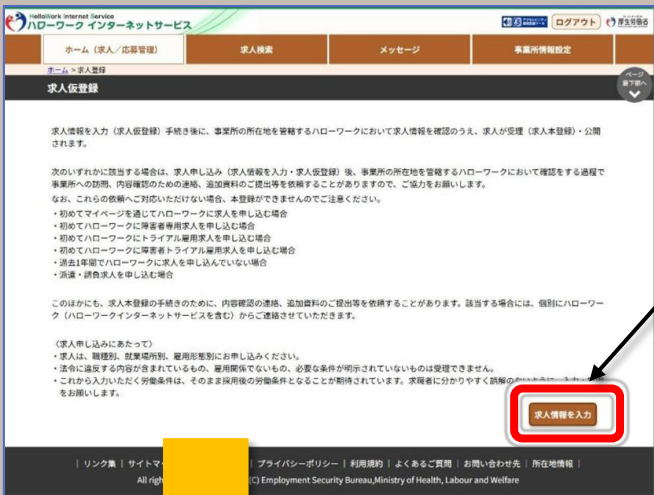 HelloWork Internet Service
ハローワーク インターネットサービス
ログアウト
厚生労働省
ホーム（求人／応募管理）
求人検索
メッセージ
事業所情報設定
ホーム > 求人登録
求人仮登録
ページ
最下部へ
求人情報を入力（求人仮登録）手続き後に、事業所の所在地を管轄するハローワークにおいて求人情報を確認のうえ、求人が受理（求人本登録）・公開
されます。
次のいずれかに該当する場合は、求人申し込み（求人情報を入力・求人仮登録）後、事業所の所在地を管轄するハローワークにおいて確認をする過程で
事業所への訪問、内容確認のための連絡、追加資料のご提出等を依頼することがありますので、ご協力をお願いします。
なお、これらの依頼へご対応いただけない場合、本登録ができませんのでご注意ください。
・初めてマイページを通じてハローワークに求人を申し込む場合
・初めてハローワークに障害者専用求人を申し込む場合
・初めてハローワークにトライアル雇用求人を申し込む場合
・初めてハローワークに障害者トライアル雇用求人を申し込む場合
・過去1年間でハローワークに求人を申し込んでいない場合
・派遣・請負求人を申し込む場合
このほかにも、求人本登録の手続きのために、内容確認の連絡、追加資料のご提出等を依頼することがあります。該当する場合には、個別にハローワー
ク（ハローワークインターネットサービスを含む）からご連絡させていただきます。
〈求人申し込みにあたって〉
・求人は、職種別、就業場所別、雇用形態別にお申し込みください。
・法令に違反する内容が含まれているもの、雇用関係でないもの、必要な条件が明示されていないものは受理できません。
・これから入力いただく労働条件は、そのまま採用後の労働条件となることが期待されています。求職者に分かりやすく誤解のないように、入力
をお願いします。
求人情報を入力
| リンク集 | サイトマ | プライバシーポリシー | 利用規約 | よくあるご質問 | お問い合わせ先 | 所在地情報 |
All righ (C) Employment Security Bureau,Ministry of Health, Labour and Welfare